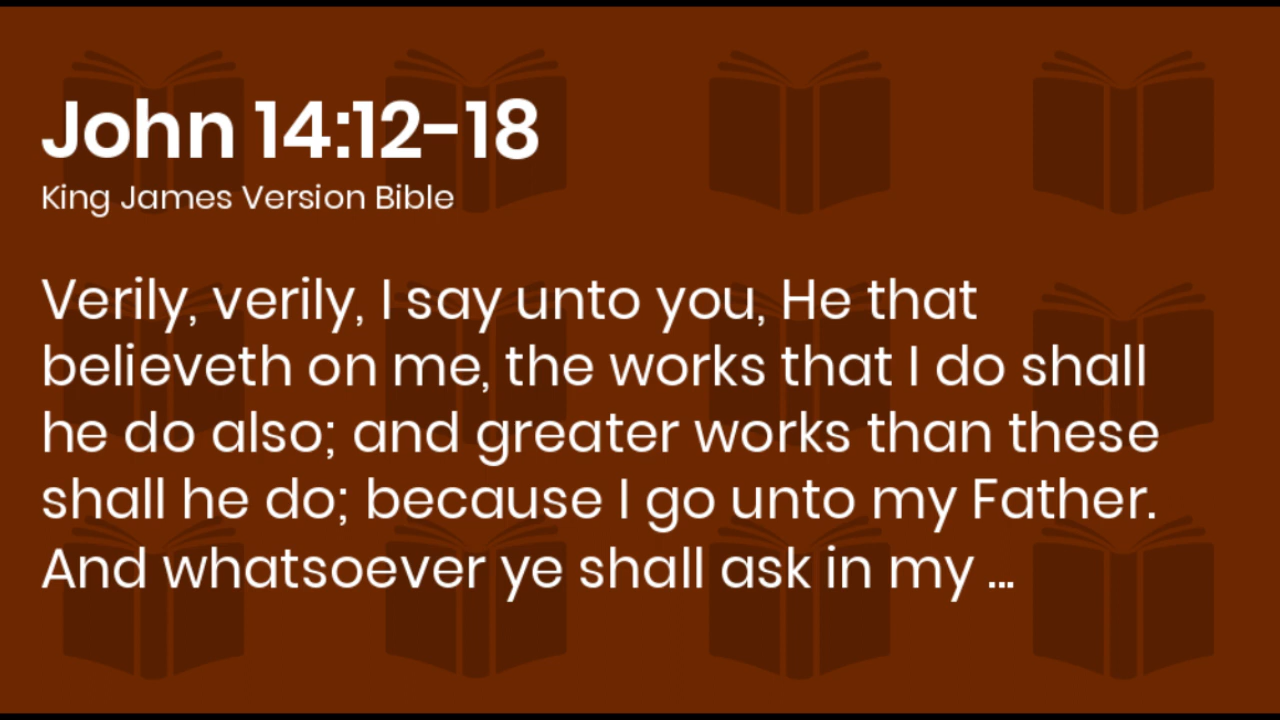 John 14:12-18
King James Version Bible
Verily, verily, I say unto you, He that
believeth on me, the works that I do shall
he do also; and greater works than these
shall he do; because I go unto my Father.
And whatsoever ye shall ask in my ...